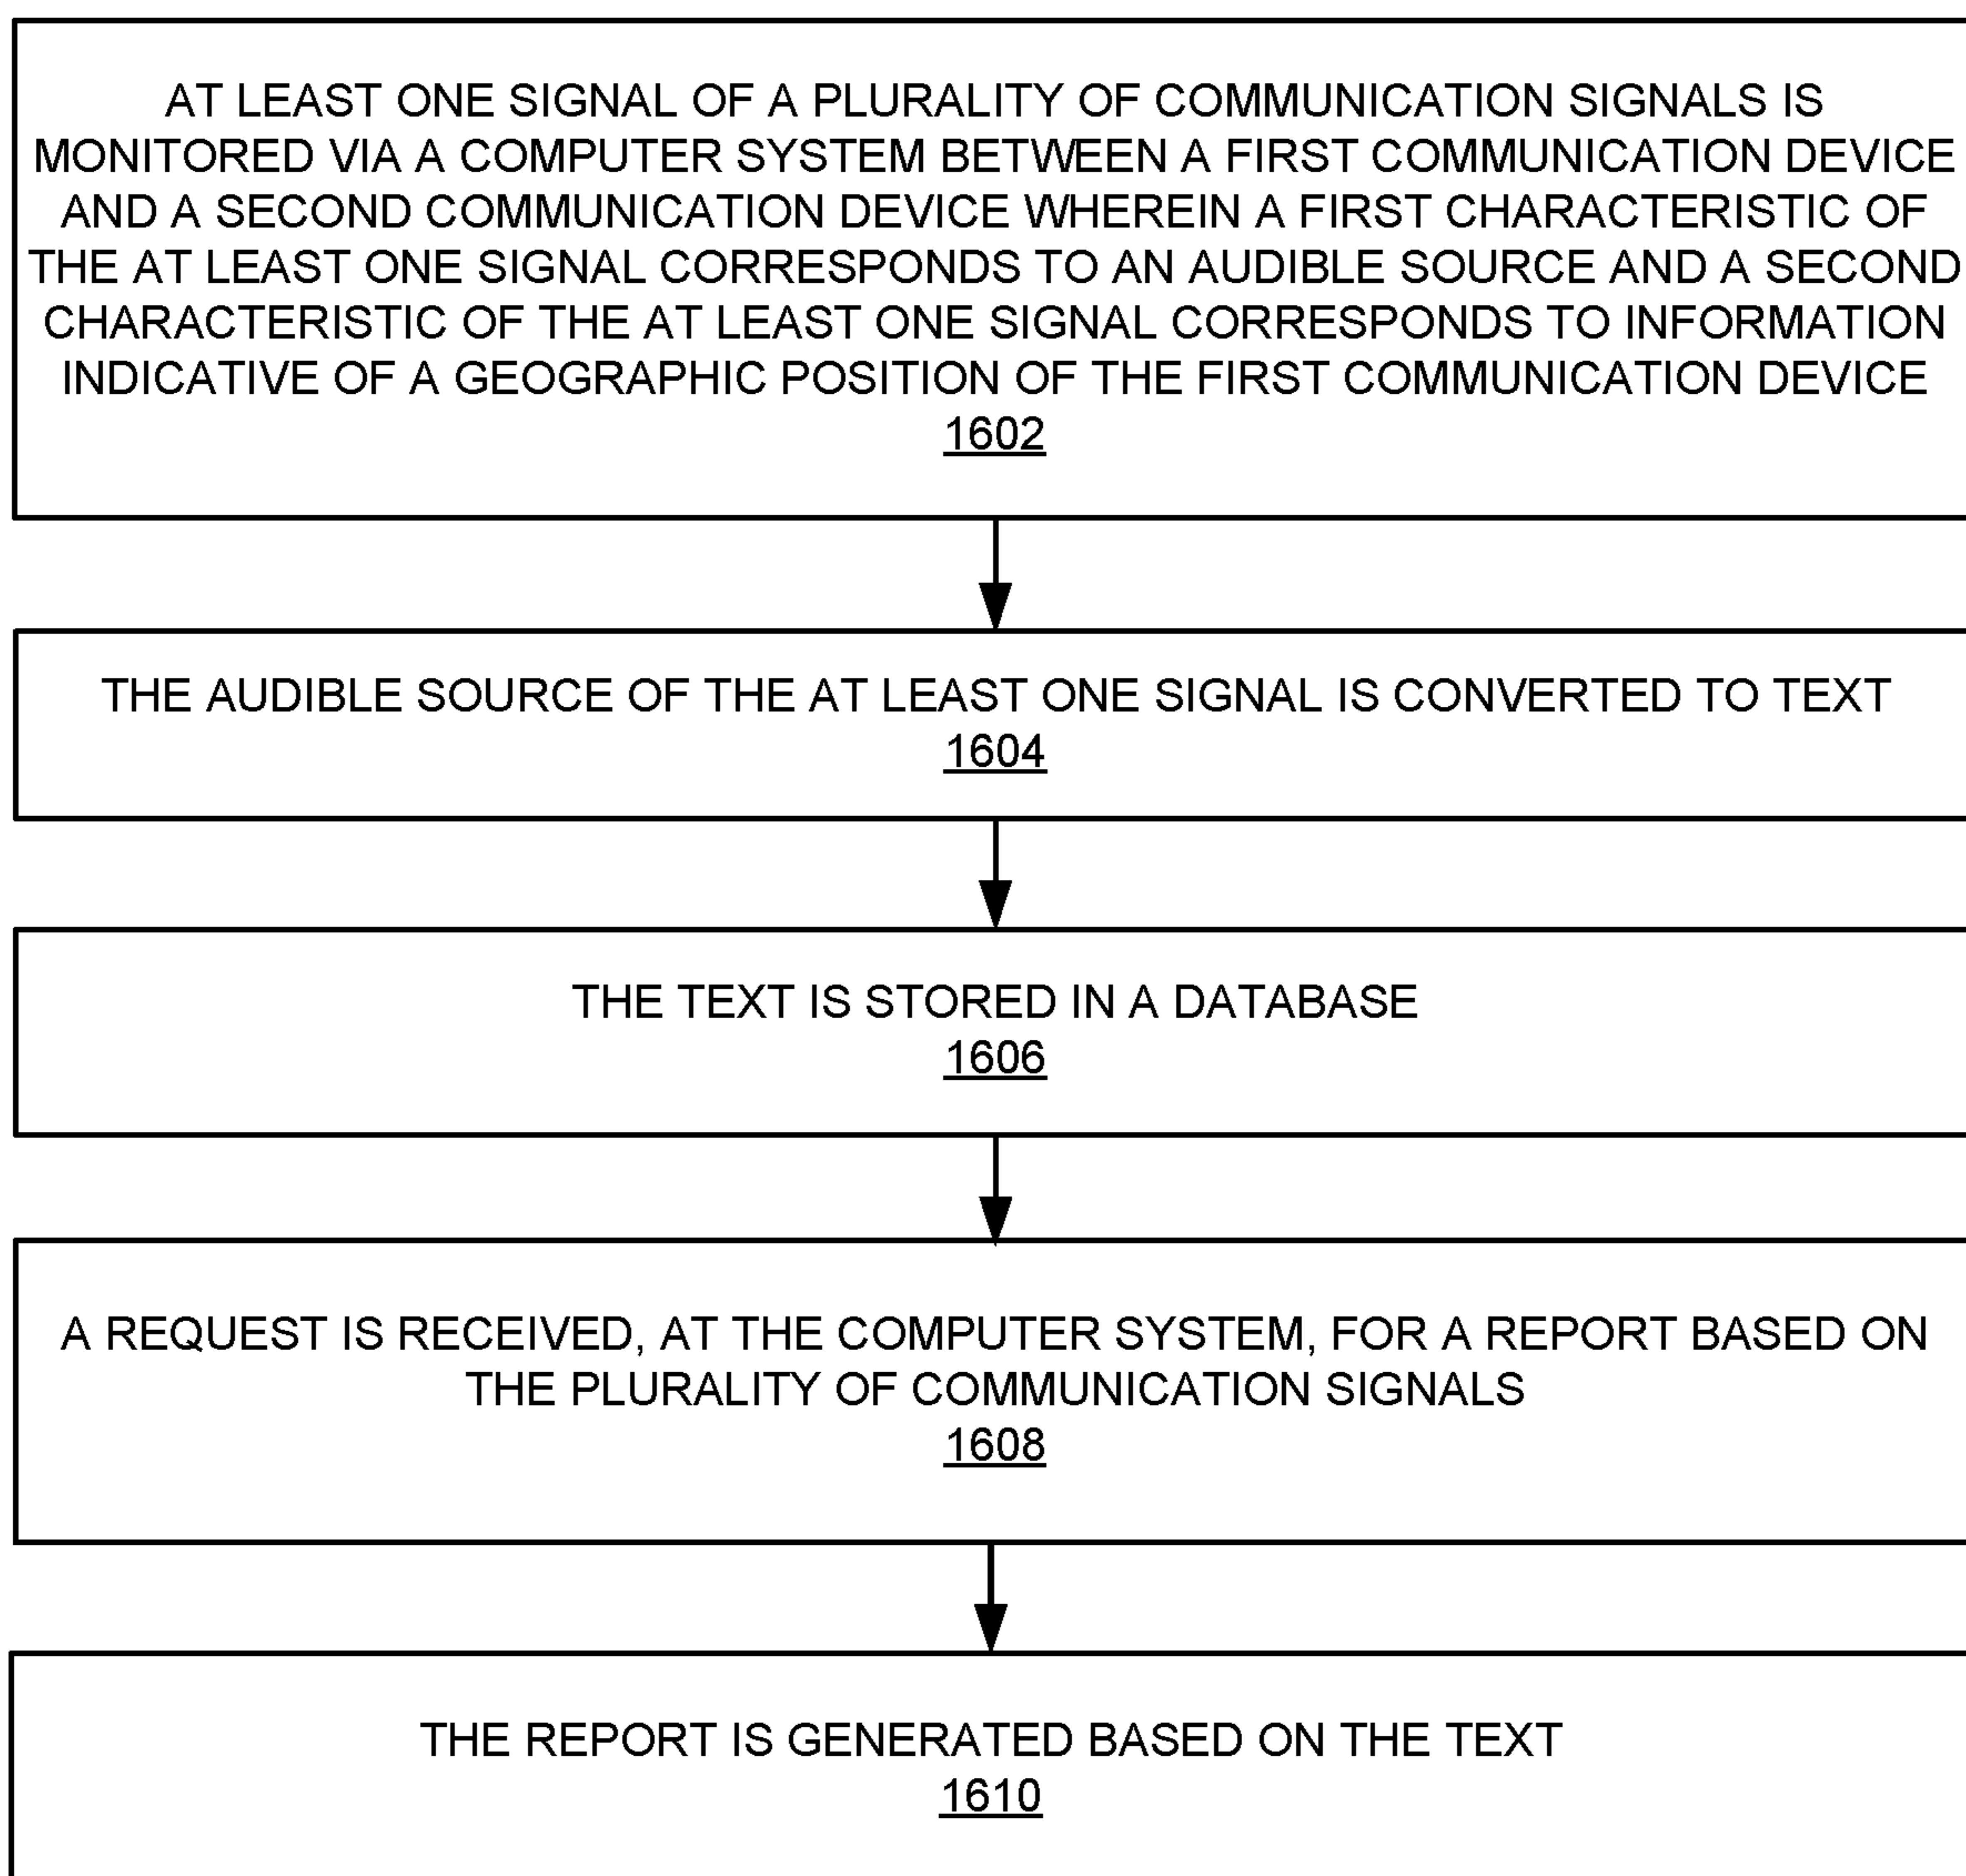 AT LEAST ONE SIGNAL OF A PLURALITY OF COMMUNICATION SIGNALS IS
MONITORED VIA A COMPUTER SYSTEM BETWEEN A FIRST COMMUNICATION DEVICE
AND A SECOND COMMUNICATION DEVICE WHEREIN A FIRST CHARACTERISTIC OF
THE AT LEAST ONE SIGNAL CORRESPONDS TO AN AUDIBLE SOURCE AND A SECOND
CHARACTERISTIC OF THE AT LEAST ONE SIGNAL CORRESPONDS TO INFORMATION
INDICATIVE OF A GEOGRAPHIC POSITION OF THE FIRST COMMUNICATION DEVICE
1602
THE AUDIBLE SOURCE OF THE AT LEAST ONE SIGNAL IS CONVERTED TO TEXT
1604
THE TEXT IS STORED IN A DATABASE
1606
A REQUEST IS RECEIVED, AT THE COMPUTER SYSTEM, FOR A REPORT BASED ON
THE PLURALITY OF COMMUNICATION SIGNALS
1608
THE REPORT IS GENERATED BASED ON THE TEXT
1610